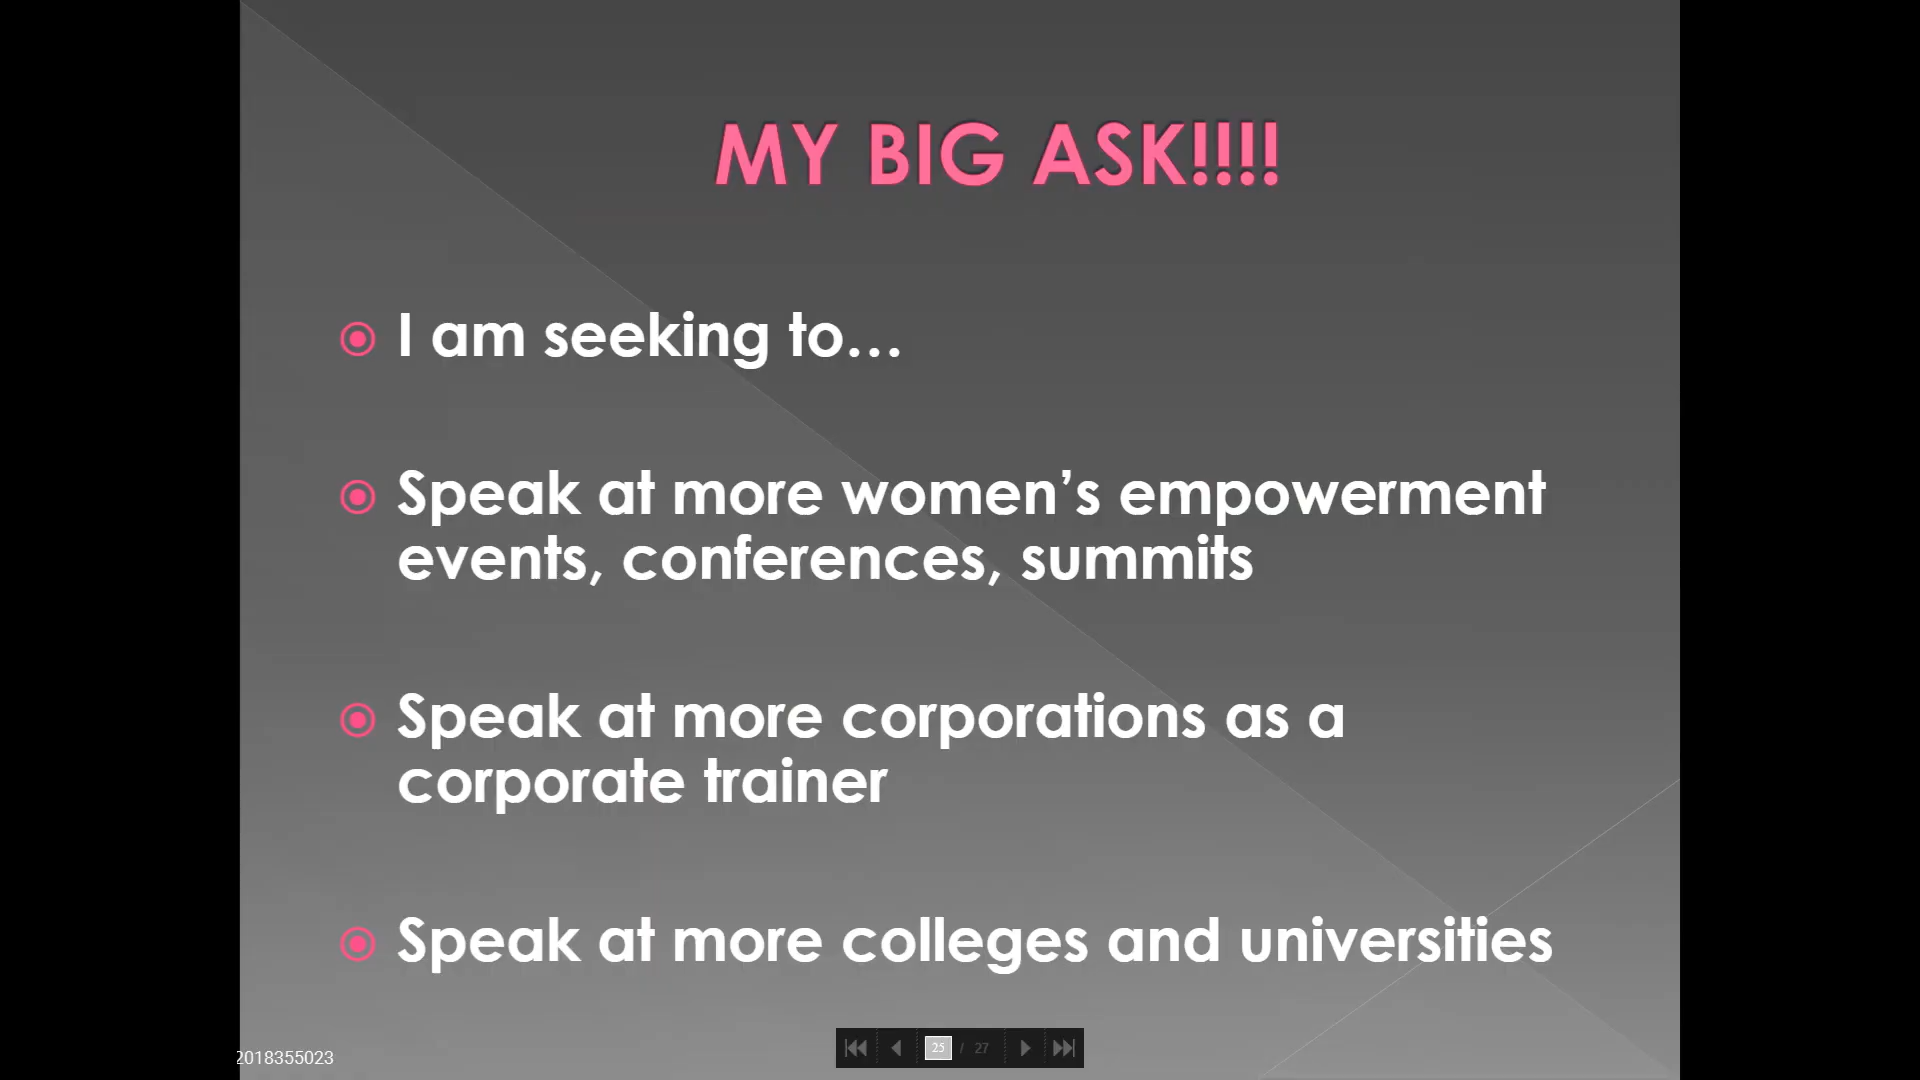 MY BIG ASK!!!!
I am seeking to…
Speak at more women’s empowerment
events, conferences, summits
Speak at more corporations as a
corporate trainer
Speak at more colleges and universities
2018355023
25 / 27